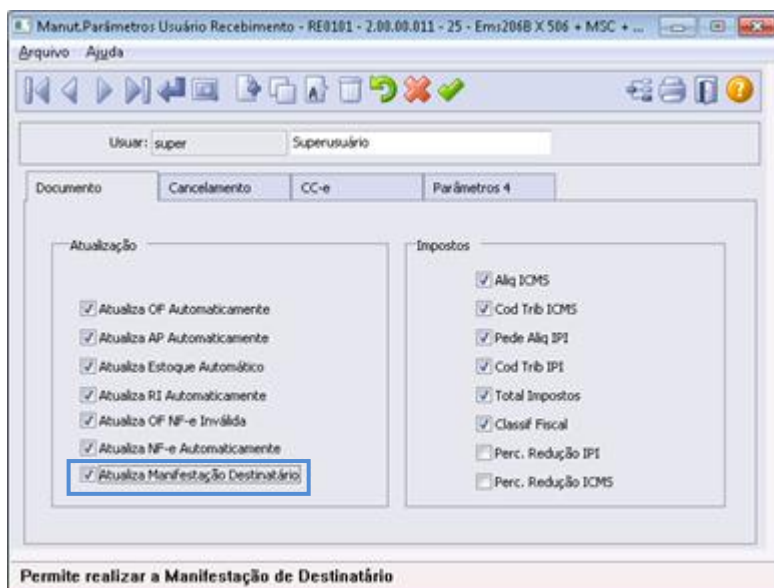 Manut.Parâmetros Usuário Recebimento - RE0101 - 2.00.00.011 - 25 - Ems206B X 506 + MSC + ...
Arquivo Ajuda
Usuar: super Superusuário
Documento Cancelamento CC-e Parâmetros 4
Atualização
Atualiza OF Automaticamente
Atualiza AP Automaticamente
Atualiza Estoque Automático
Atualiza RI Automaticamente
Atualiza OF NF-e Inválida
Atualiza NF-e Automaticamente
Atualiza Manifestação Destinatário
Impostos
Aliq ICMS
Cod Trib ICMS
Pede Aliq IPI
Cod Trib IPI
Total Impostos
Classif Fiscal
Perc. Redução IPI
Perc. Redução ICMS
Permite realizar a Manifestação de Destinatário